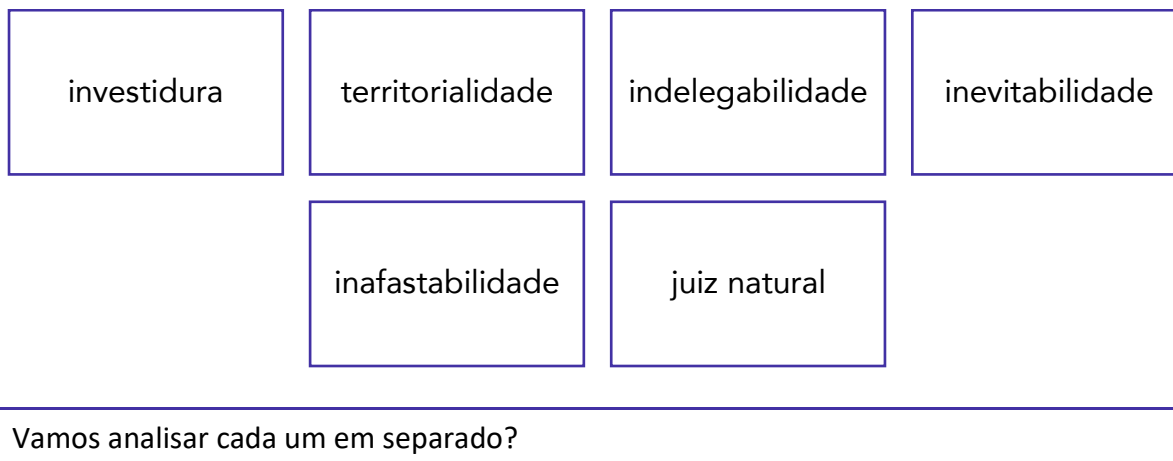 investidura
territorialidade
indelegabilidade
inevitabilidade
inafastabilidade
juiz natural
Vamos analisar cada um em separado?